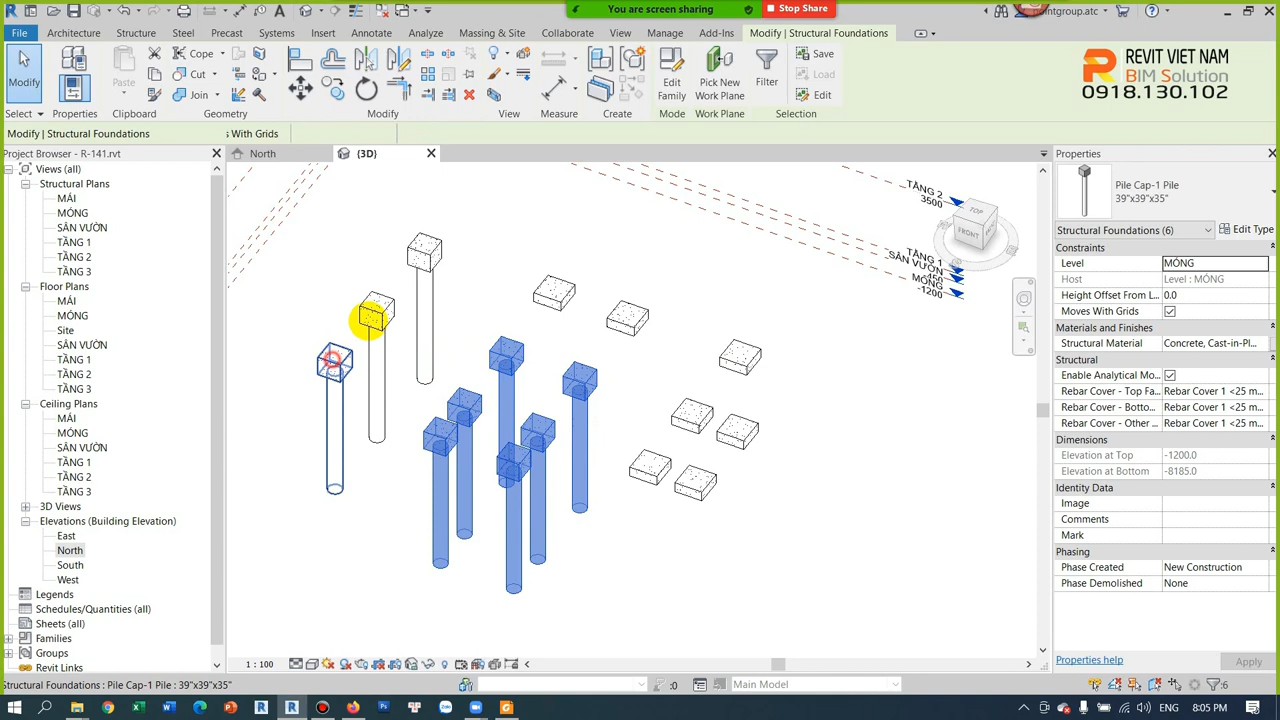 You are screen sharing
Stop Share
ointgroup.atc
File
Architecture
Structure
Steel
Precast
Systems
Insert
Annotate
Analyze
Massing & Site
Collaborate
View
Manage
Add-Ins
Modify | Structural Foundations
Modify
Paste
Cope
Cut
Join
Edit Family
Pick New Work Plane
Filter
Save
Load
Edit
REVIT VIET NAM
BIM Solution
0918.130.102
Select
Properties
Clipboard
Geometry
Modify
View
Measure
Create
Mode
Work Plane
Selection
Modify | Structural Foundations
s With Grids
Project Browser - R-141.rvt
North
{3D}
Properties
Views (all)
Structural Plans
MÁI
MÓNG
SÂN VƯỜN
TẦNG 1
TẦNG 2
TẦNG 3
Floor Plans
MÁI
MÓNG
Site
SÂN VƯỜN
TẦNG 1
TẦNG 2
TẦNG 3
Ceiling Plans
MÁI
MÓNG
SÂN VƯỜN
TẦNG 1
TẦNG 2
TẦNG 3
3D Views
Elevations (Building Elevation)
East
North
South
West
Legends
Schedules/Quantities (all)
Sheets (all)
Families
Groups
Revit Links
TẦNG 2
3500
TOP
FRONT
TẦNG 1
SÂN VƯỜN
-450
MÓNG
-1200
Pile Cap-1 Pile
39"x39"x35"
Structural Foundations (6)
Edit Type
Constraints
Level MÓNG
Host Level : MÓNG
Height Offset From L... 0.0
Moves With Grids
Materials and Finishes
Structural Material Concrete, Cast-in-Pl...
Structural
Enable Analytical Mo...
Rebar Cover - Top Fa... Rebar Cover 1 <25 m...
Rebar Cover - Botto... Rebar Cover 1 <25 m...
Rebar Cover - Other ... Rebar Cover 1 <25 m...
Dimensions
Elevation at Top -1200.0
Elevation at Bottom -8185.0
Identity Data
Image
Comments
Mark
Phasing
Phase Created New Construction
Phase Demolished None
Properties help
Apply
1 : 100
Structural Foundations : Pile Cap-1 Pile : 39"x39"x35"
:0
Main Model
:6
ENG
8:05 PM